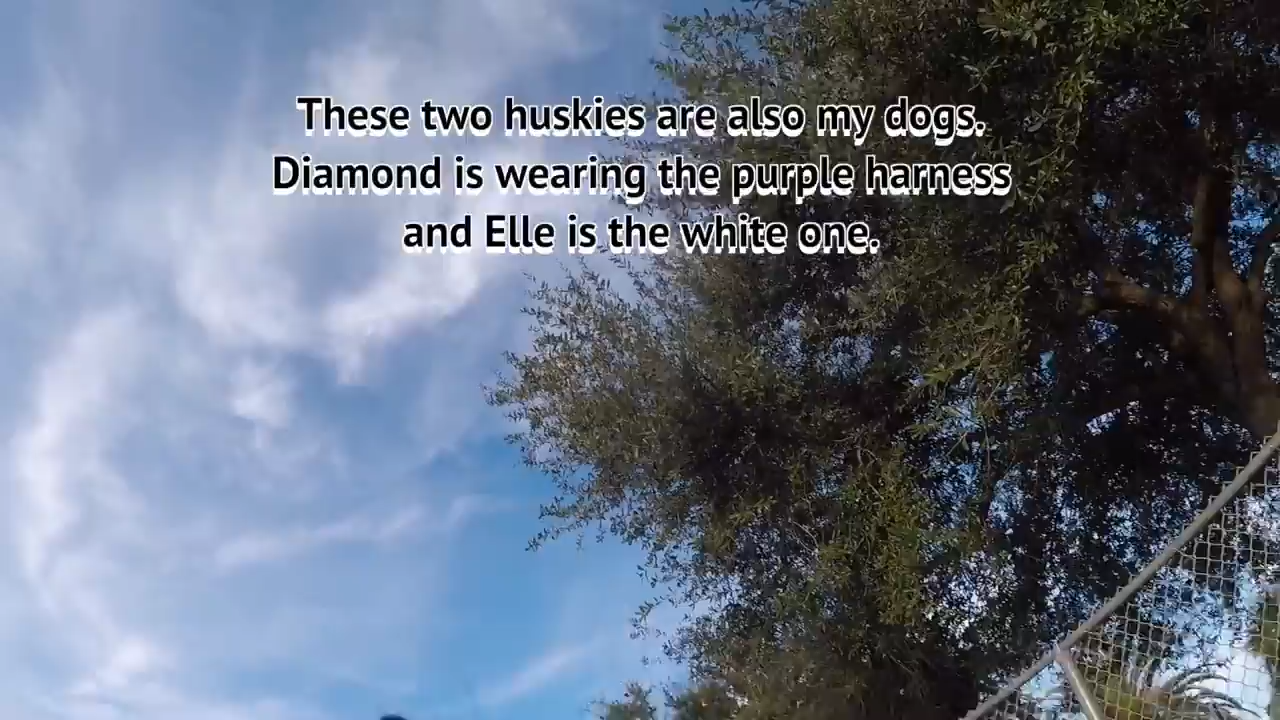 These two huskies are also my dogs.
Diamond is wearing the purple harness
and Elle is the white one.